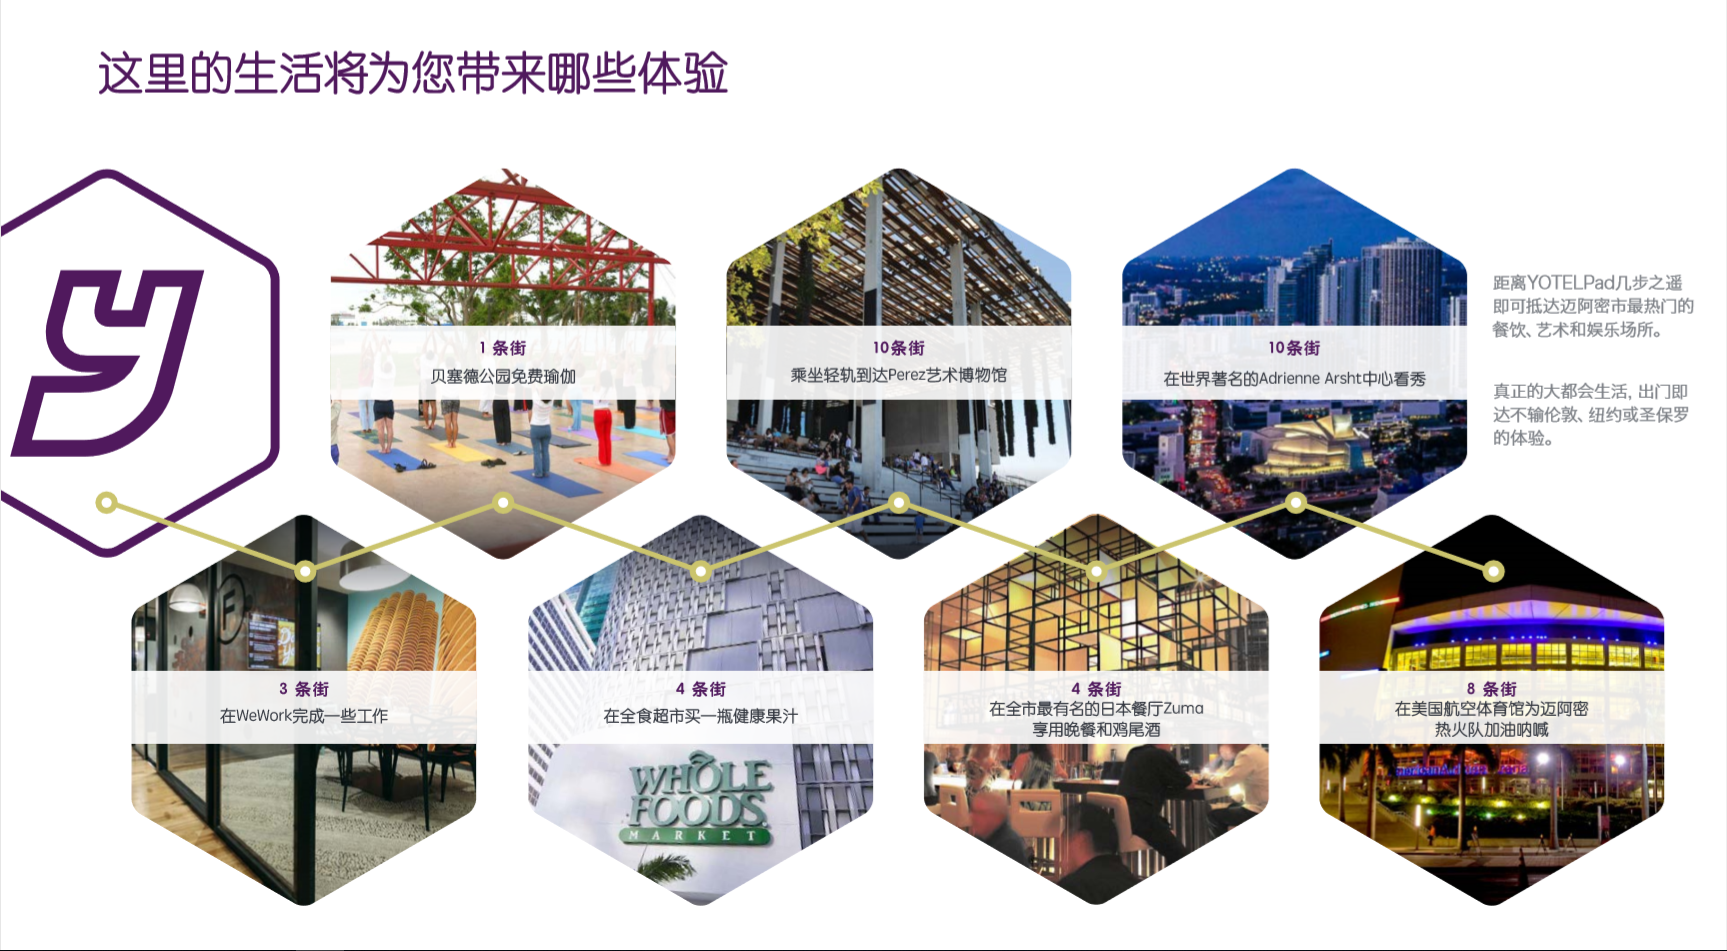 这里的生活将为您带来哪些体验
1 条街
贝塞德公园免费瑜伽
10条街
乘坐轻轨到达Perez艺术博物馆
10条街
在世界著名的Adrienne Arsht中心看秀
距离YOTELPad几步之遥
即可抵达迈阿密市最热门的
餐饮、艺术和娱乐场所。
真正的大都会生活, 出门即
达不输伦敦、纽约或圣保罗
的体验。
y
3 条街
在WeWork完成一些工作
4 条街
在全食超市买一瓶健康果汁
WHOLE
FOODS
MARKET
4 条街
在全市最有名的日本餐厅Zuma
享用晚餐和鸡尾酒
8 条街
在美国航空体育馆为迈阿密
热火队加油呐喊
F